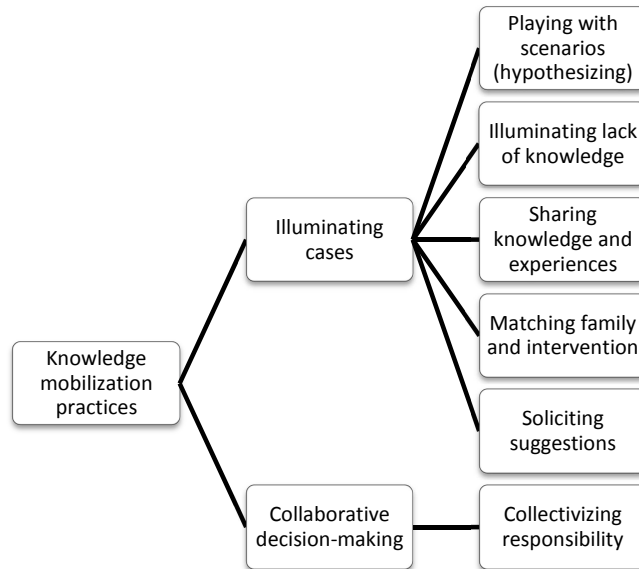 Playing with
scenarios
(hypothesizing)
Illuminating lack
of knowledge
Illuminating
cases
Sharing
knowledge and
experiences
Matching family
and intervention
Knowledge
mobilization
practices
Soliciting
suggestions
Collaborative
decision-making
Collectivizing
responsibility